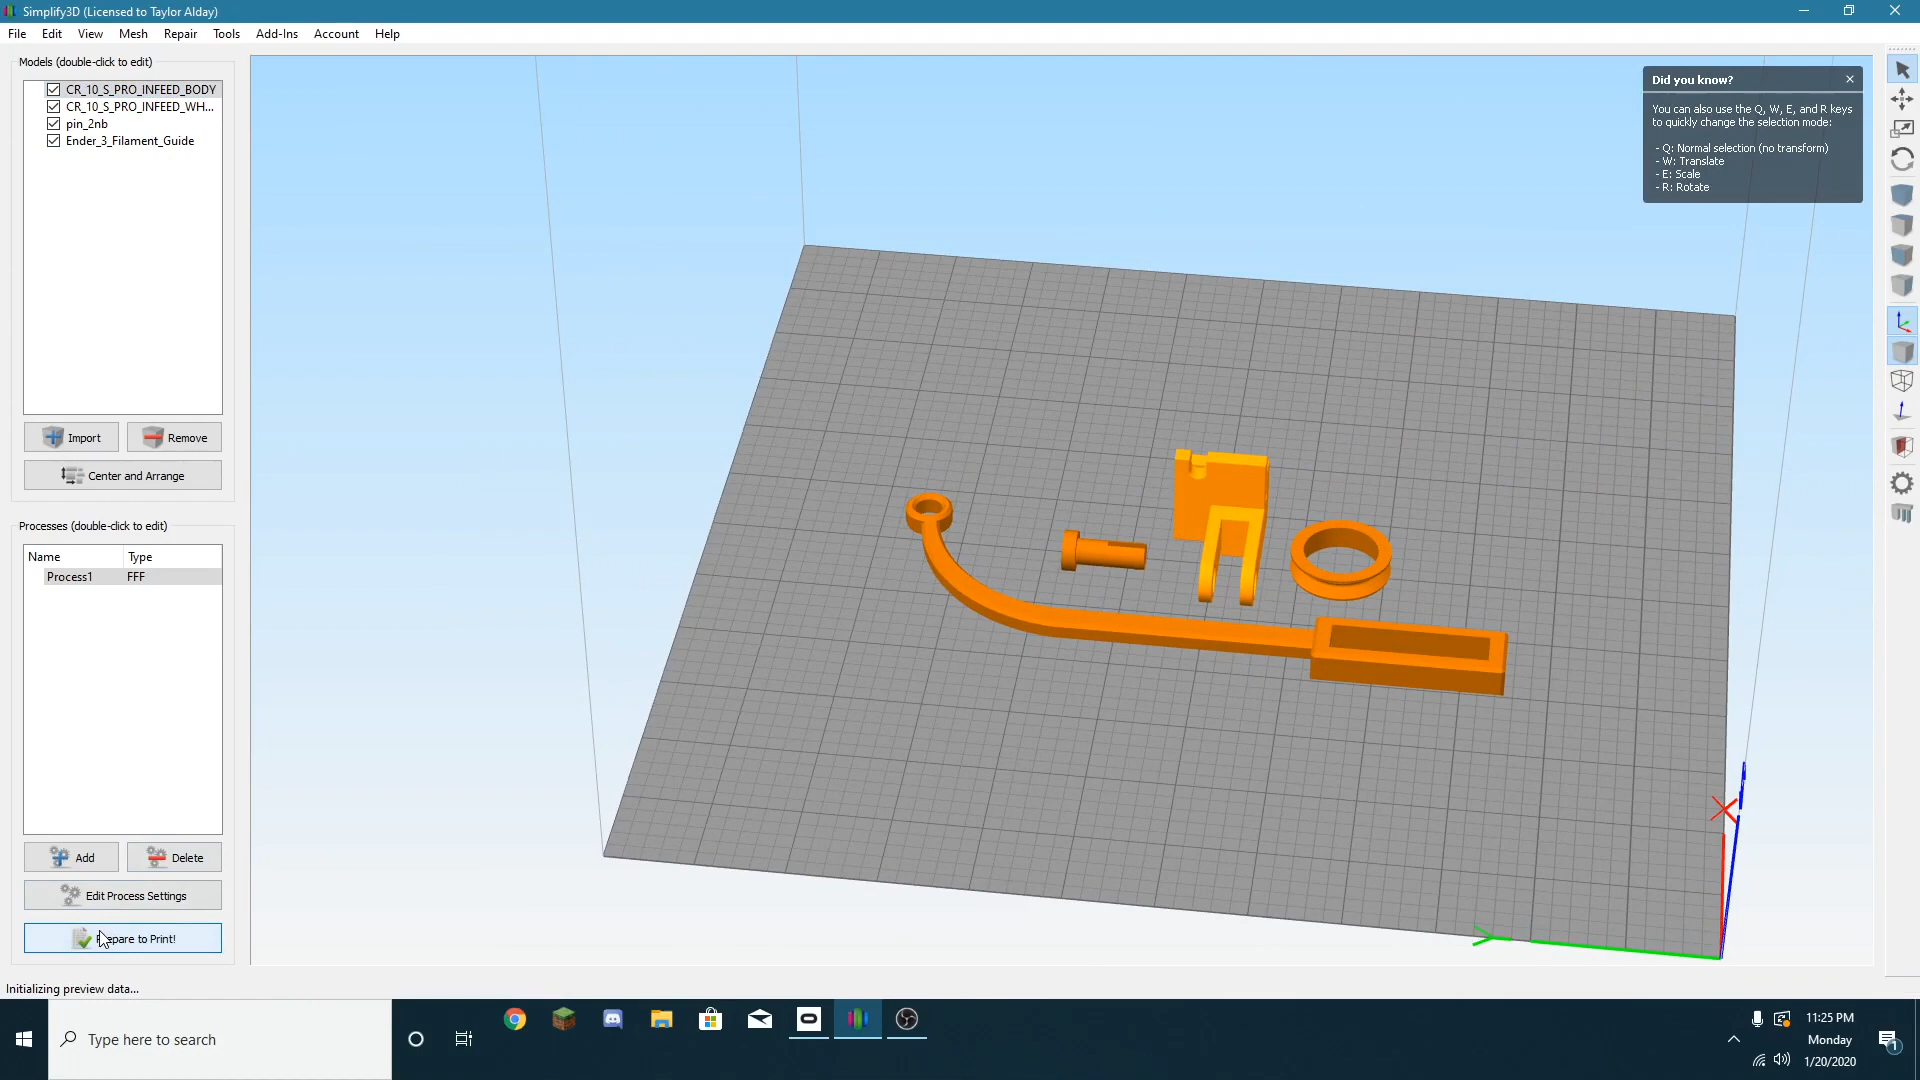 Simplify3D (Licensed to Taylor Alday)
File Edit View Mesh Repair Tools Add-Ins Account Help
Models (double-click to edit)
CR_10_S_PRO_INFEED_BODY
CR_10_S_PRO_INFEED_WH...
pin_2nb
Ender_3_Filament_Guide
Import Remove
Center and Arrange
Processes (double-click to edit)
Name Type
Process1 FFF
Add Delete
Edit Process Settings
epare to Print!
Initializing preview data...
Did you know?
You can also use the Q, W, E, and R keys
to quickly change the selection mode:
- Q: Normal selection (no transform)
- W: Translate
- E: Scale
- R: Rotate
Type here to search
11:25 PM
Monday
1/20/2020
1